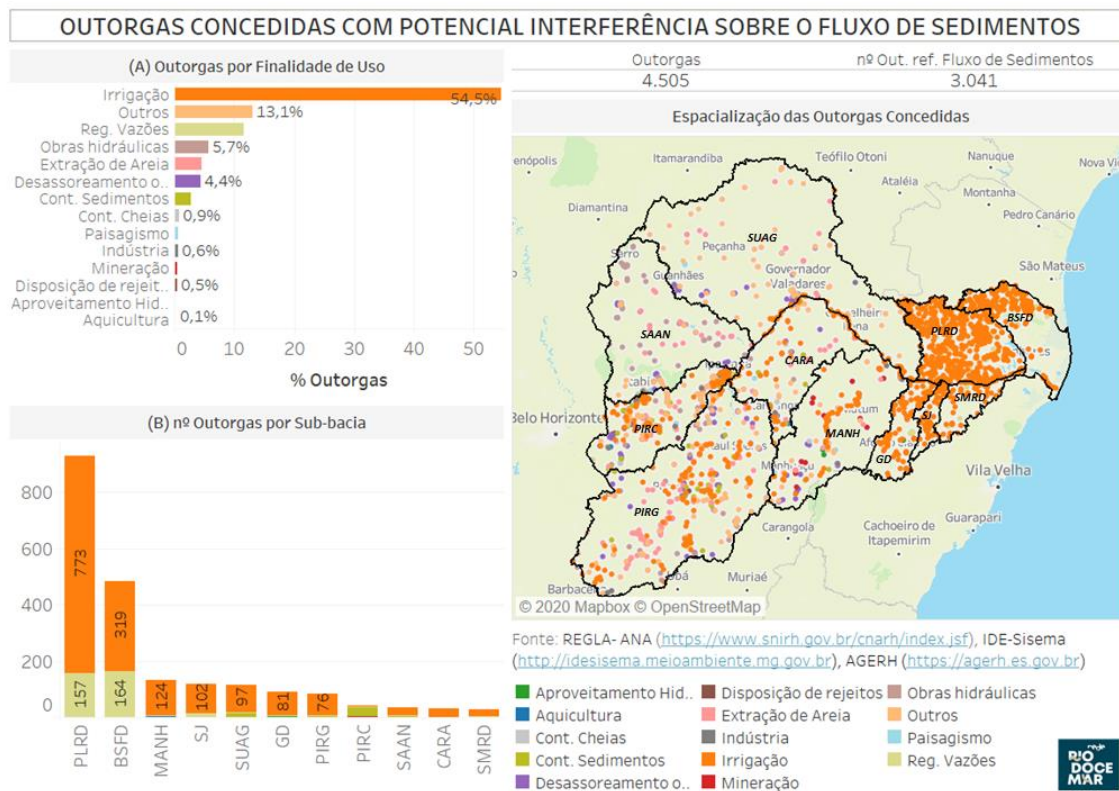 OUTORGAS CONCEDIDAS COM POTENCIAL INTERFERÊNCIA SOBRE O FLUXO DE SEDIMENTOS
(A) Outorgas por Finalidade de Uso
Irrigação 54,5%
Outros 13,1%
Reg. Vazões
Obras hidráulicas 5,7%
Extração de Areia
Desassoreamento o.. 4,4%
Cont. Sedimentos
Cont. Cheias 0,9%
Paisagismo
Indústria 0,6%
Mineração
Disposição de rejeit.. 0,5%
Aproveitamento Hid..
Aquicultura 0,1%
0 10 20 30 40 50
% Outorgas
(B) nº Outorgas por Sub-bacia
800
600
400
200
0
773 319 124 102 97 81 76
157 164
PLRD BSFD MANH SJ SUAG GD PIRG PIRC SAAN CARA SMRD
Outorgas nº Out. ref. Fluxo de Sedimentos
4.505 3.041
Espacialização das Outorgas Concedidas
Itamarandiba
Teófilo Otoni
Nanuque
Nova Vi
enópolis
Ataléia
Montanha
Diamantina
Pedro Canário
SUAG
Peçanha
Serro
Guanhães
Governador
Valadares
São Mateus
BSFD
PLRD
SAAN
CARA
SMRD
Belo Horizonte
PIRC
SJ
MANH
GD
Vila Velha
PIRG
Carangola
Guarapari
Cachoeiro de
Itapemirim
Muriaé
Barbacena
© 2020 Mapbox © OpenStreetMap
Fonte: REGLA- ANA (https://www.snirh.gov.br/cnarh/index.jsf), IDE-Sisema
(http://idesisema.meioambiente.mg.gov.br), AGERH (https://agerh.es.gov.br)
Aproveitamento Hid.. Disposição de rejeitos Obras hidráulicas
Aquicultura Extração de Areia Outros
Cont. Cheias Indústria Paisagismo
Cont. Sedimentos Irrigação Reg. Vazões
Desassoreamento o.. Mineração
rede
RIO
DOCE
MAR